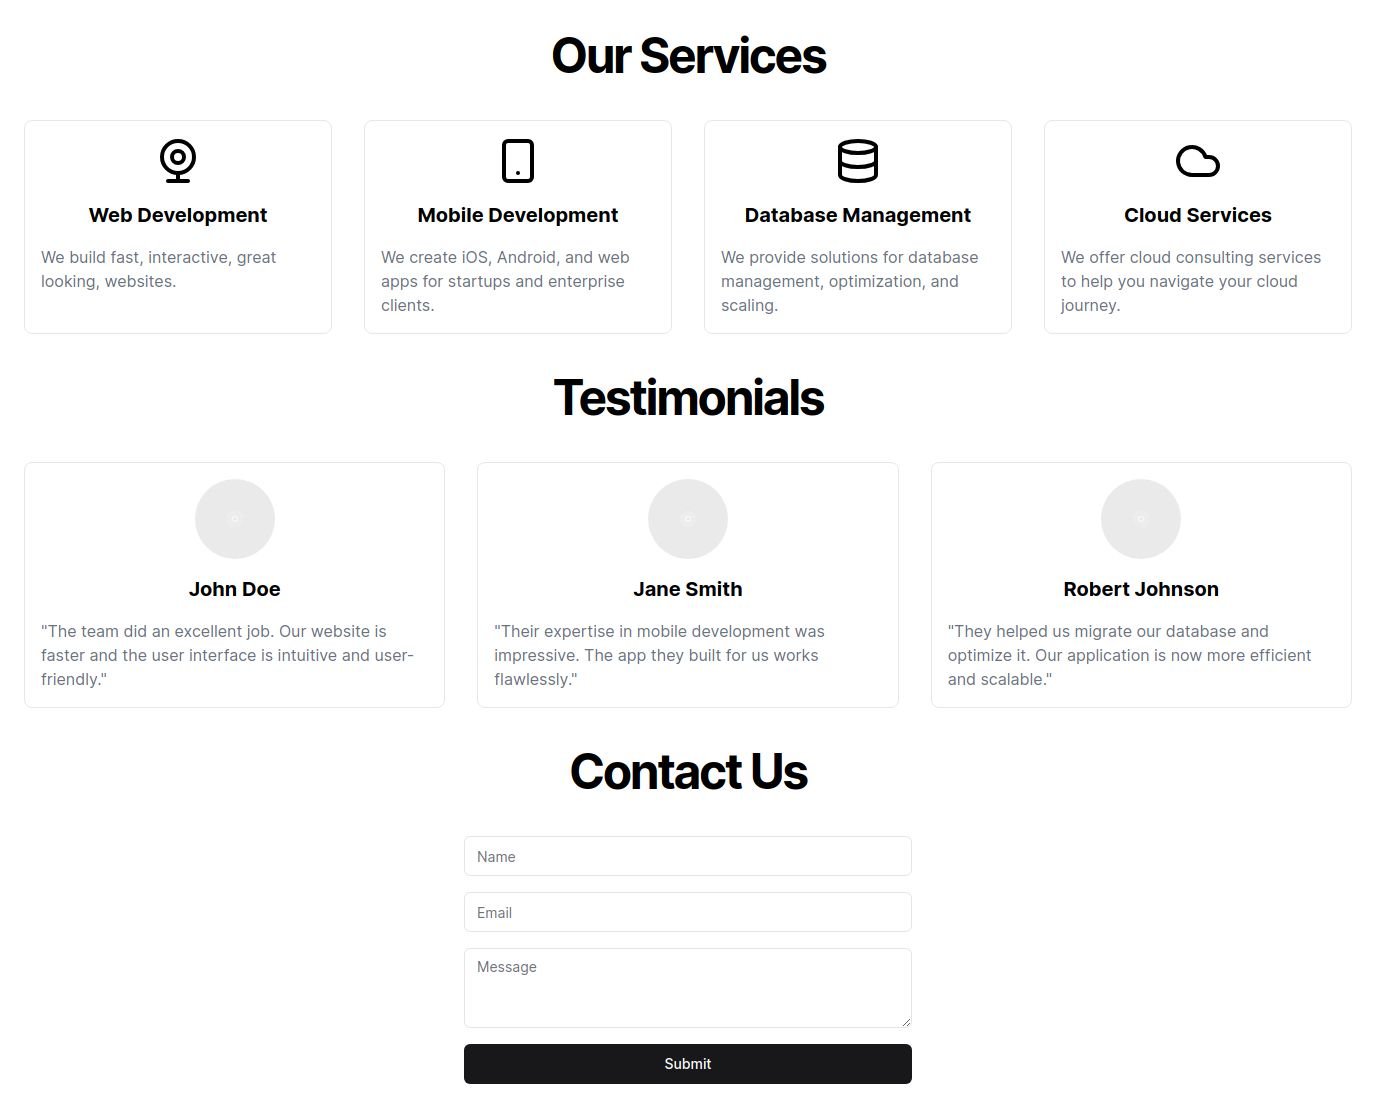 Our Services
Web Development
We build fast, interactive, great
looking, websites.
Mobile Development
We create iOS, Android, and web
apps for startups and enterprise
clients.
Database Management
We provide solutions for database
management, optimization, and
scaling.
Cloud Services
We offer cloud consulting services
to help you navigate your cloud
journey.
Testimonials
John Doe
"The team did an excellent job. Our website is
faster and the user interface is intuitive and user-
friendly."
Jane Smith
"Their expertise in mobile development was
impressive. The app they built for us works
flawlessly."
Robert Johnson
"They helped us migrate our database and
optimize it. Our application is now more efficient
and scalable."
Contact Us
Name
Email
Message
Submit